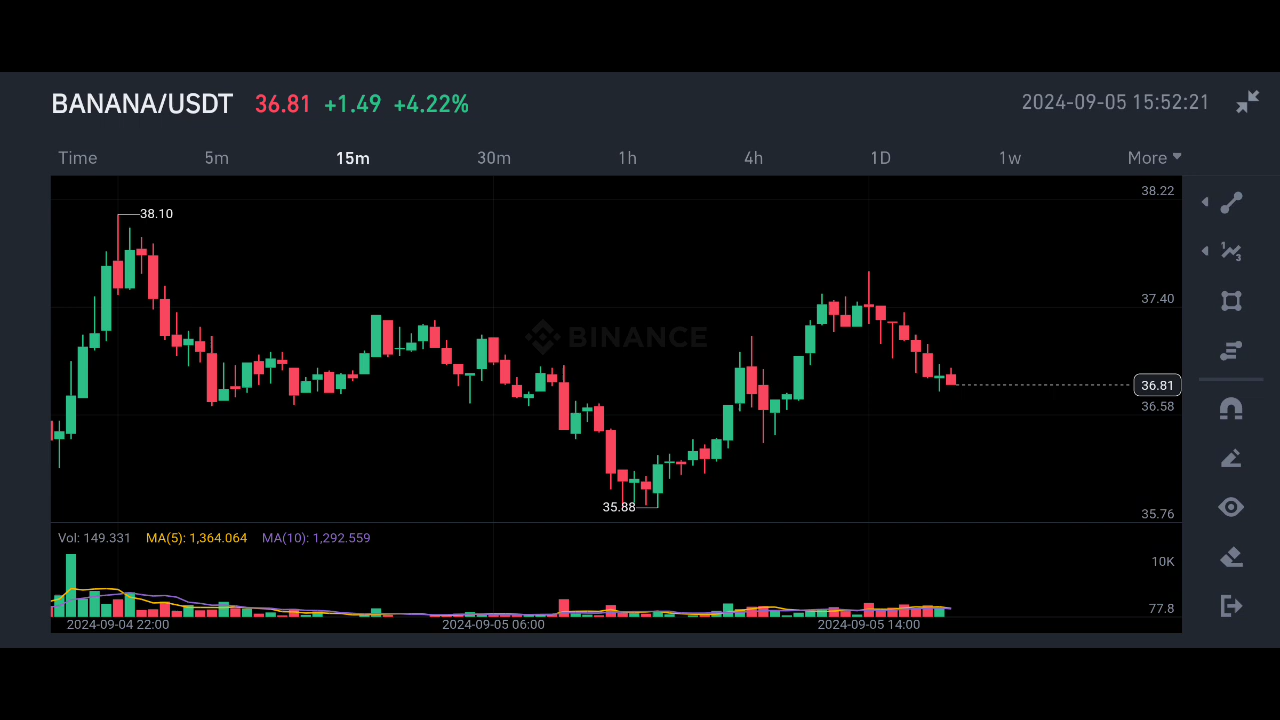 BANANA/USDT 36.81 +1.49 +4.22% 2024-09-05 15:52:21
Time 5m 15m 30m 1h 4h 1D 1w More
38.22
38.10
37.40
BINANCE
36.81
36.58
35.88
35.76
Vol: 149.331 MA(5): 1,364.064 MA(10): 1,292.559
10K
77.8
2024-09-04 22:00 2024-09-05 06:00 2024-09-05 14:00